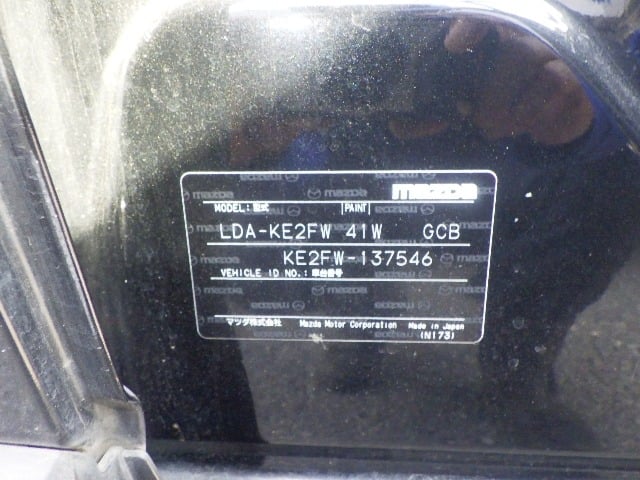 mazda
MODEL:型式 PAINT
LDA-KE2FW 41W GCB
KE2FW-137546
VEHICLE ID NO.:車台番号
マツダ株式会社 Mazda Motor Corporation Made in Japan
(N173)